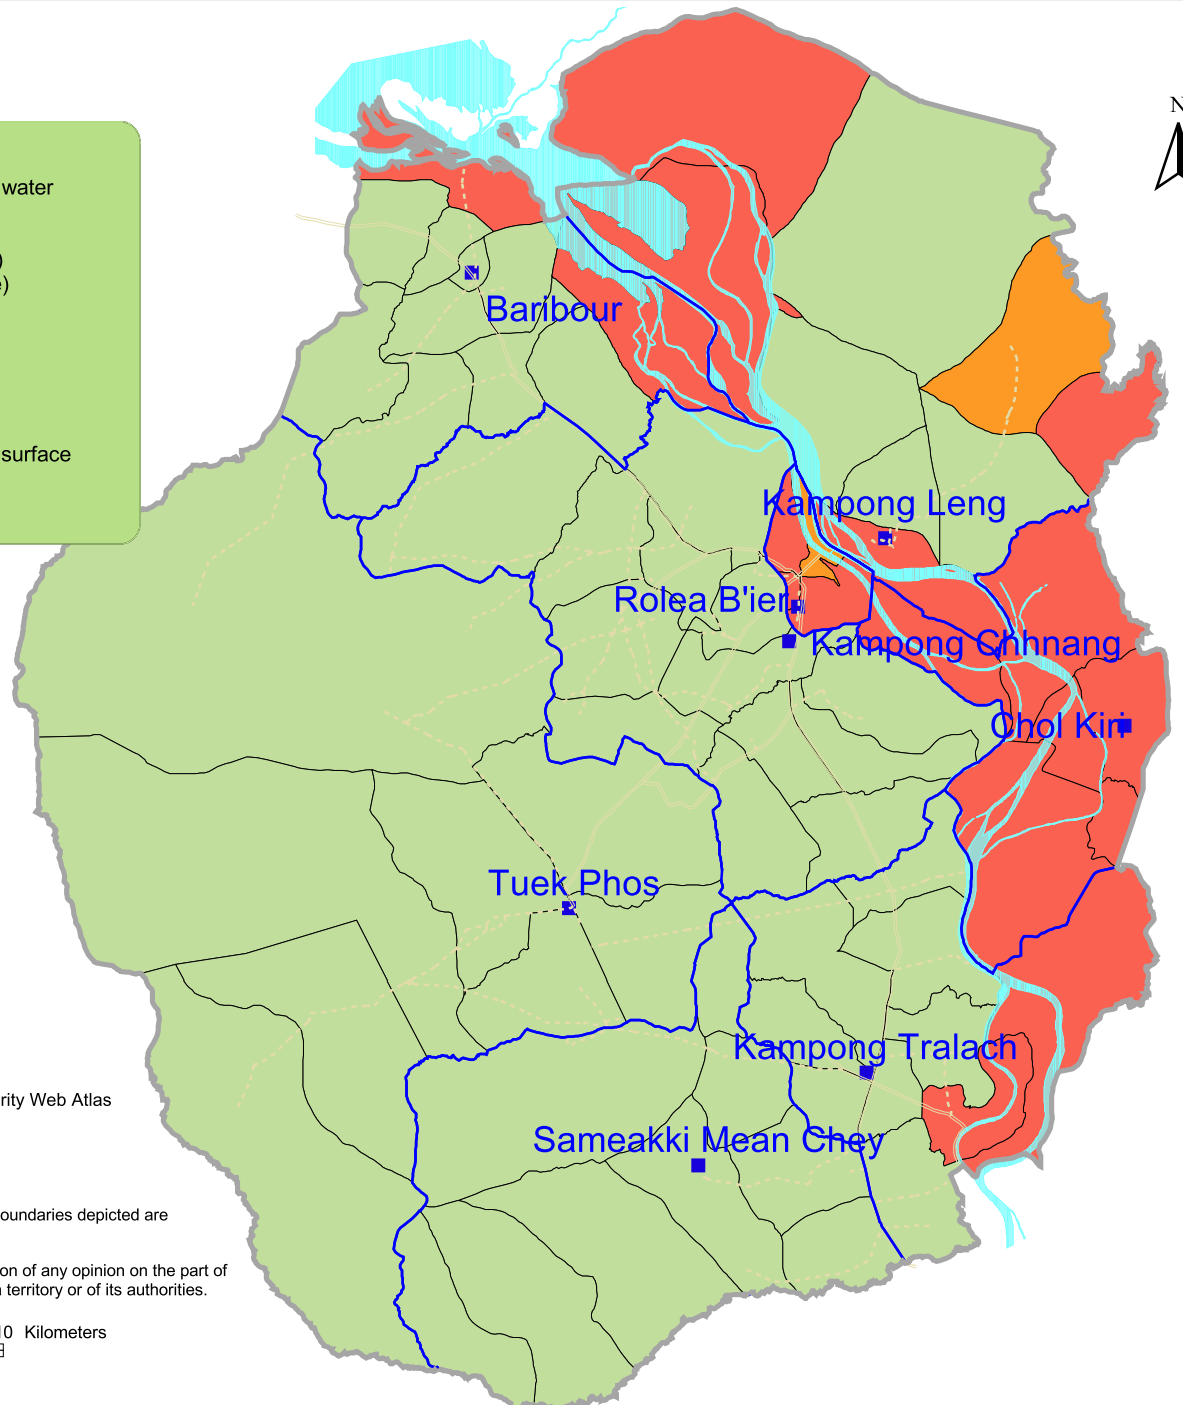 N
water
)
)
surface
Baribour
Kampong Leng
Rolea B'ier
Kampong Chhnang
Chol Kiri
Tuek Phos
Kampong Tralach
Sameakki Mean Chey
rity Web Atlas
oundaries depicted are
on of any opinion on the part of
territory or of its authorities.
10 Kilometers